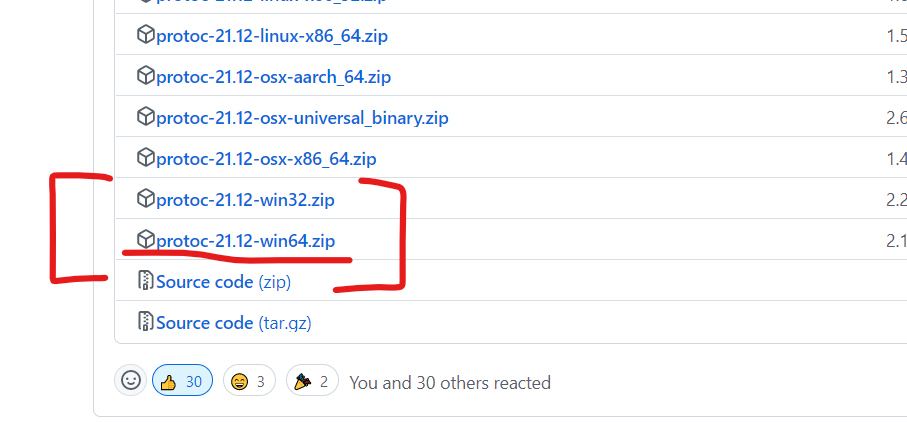 protoc-21.12-linux-x86_64.zip 1.5
protoc-21.12-osx-aarch_64.zip 1.3
protoc-21.12-osx-universal_binary.zip 2.6
protoc-21.12-osx-x86_64.zip 1.4
protoc-21.12-win32.zip 2.2
protoc-21.12-win64.zip 2.1
Source code (zip)
Source code (tar.gz)
30 3 2 You and 30 others reacted